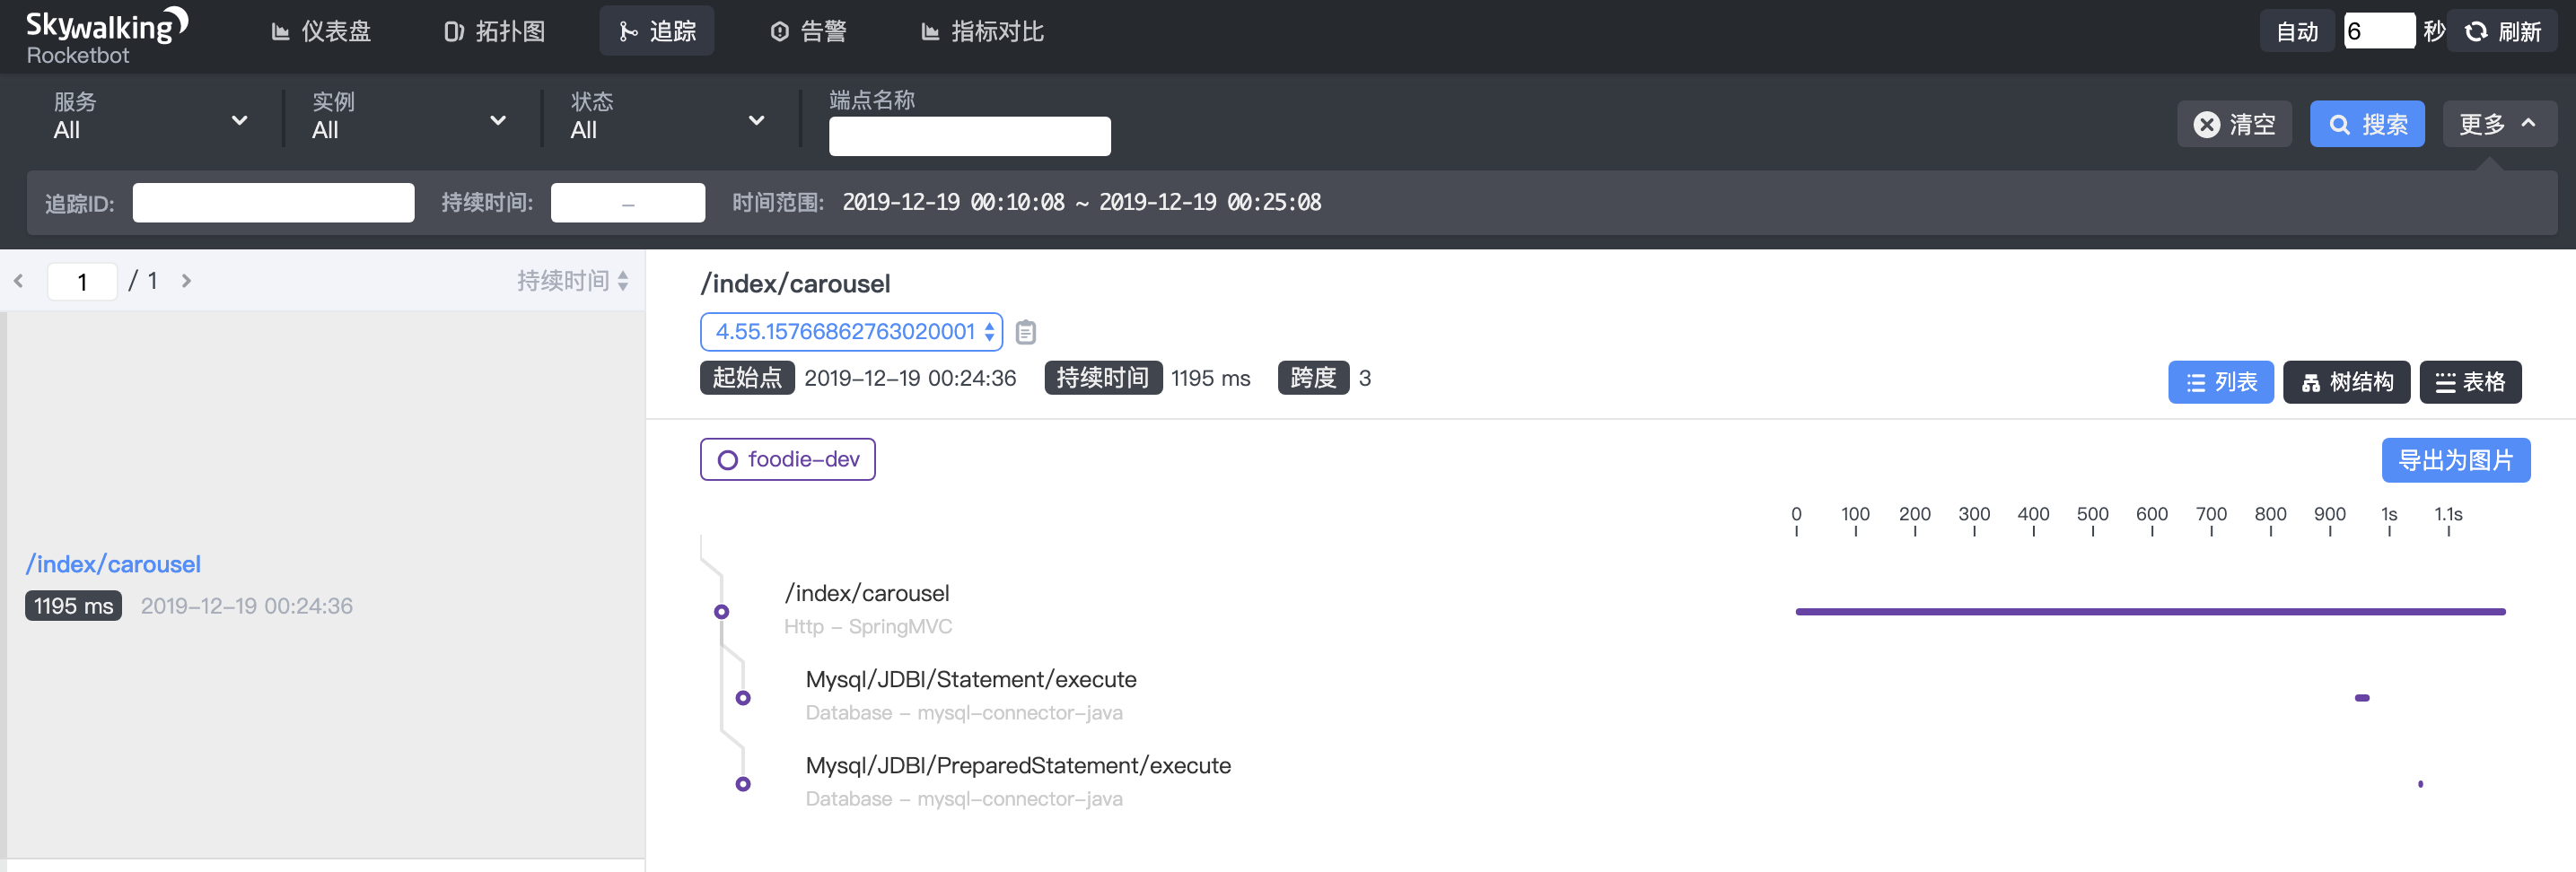 Skywalking
Rocketbot
仪表盘 拓扑图 追踪 告警 指标对比 自动 6 秒 刷新
服务 实例 状态 端点名称
All All All
清空 搜索 更多
追踪ID: 持续时间: – 时间范围: 2019-12-19 00:10:08 ~ 2019-12-19 00:25:08
1 / 1 持续时间
/index/carousel
1195 ms 2019-12-19 00:24:36
/index/carousel
4.55.15766862763020001
起始点 2019-12-19 00:24:36 持续时间 1195 ms 跨度 3
列表 树结构 表格
foodie-dev
导出为图片
0 100 200 300 400 500 600 700 800 900 1s 1.1s
/index/carousel
Http - SpringMVC
Mysql/JDBI/Statement/execute
Database - mysql-connector-java
Mysql/JDBI/PreparedStatement/execute
Database - mysql-connector-java